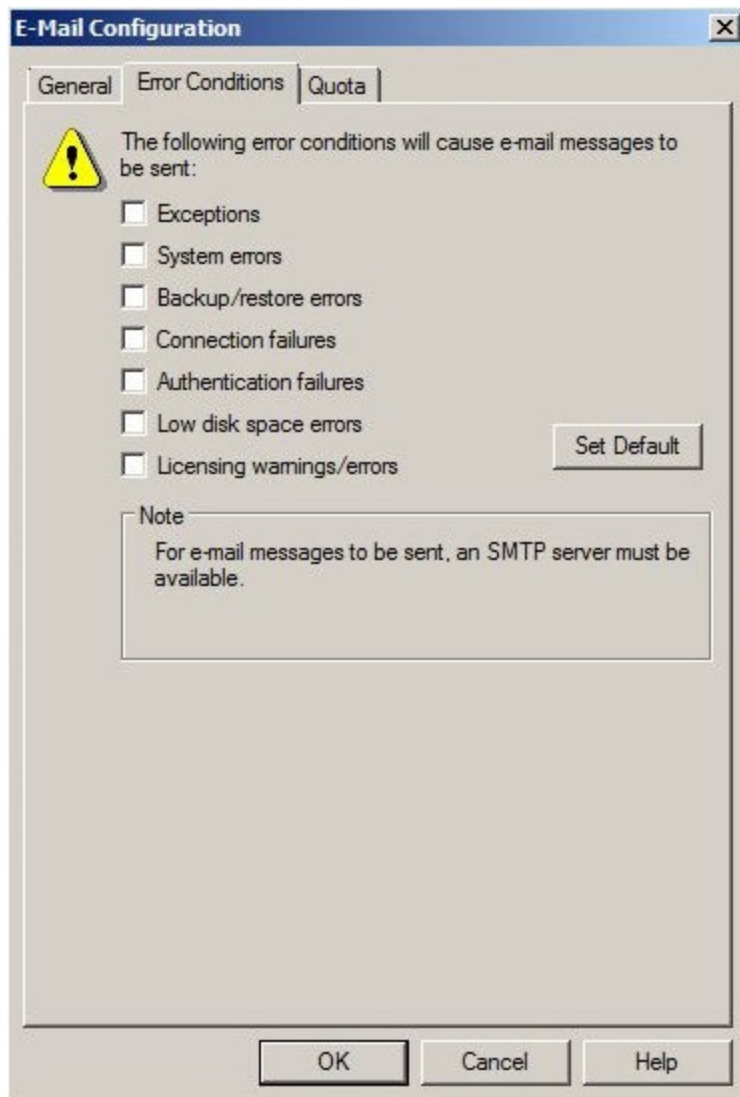 E-Mail Configuration
General
Error Conditions
Quota
The following error conditions will cause e-mail messages to
be sent:
Exceptions
System errors
Backup/restore errors
Connection failures
Authentication failures
Low disk space errors
Licensing warnings/errors
Set Default
Note
For e-mail messages to be sent, an SMTP server must be
available.
OK
Cancel
Help